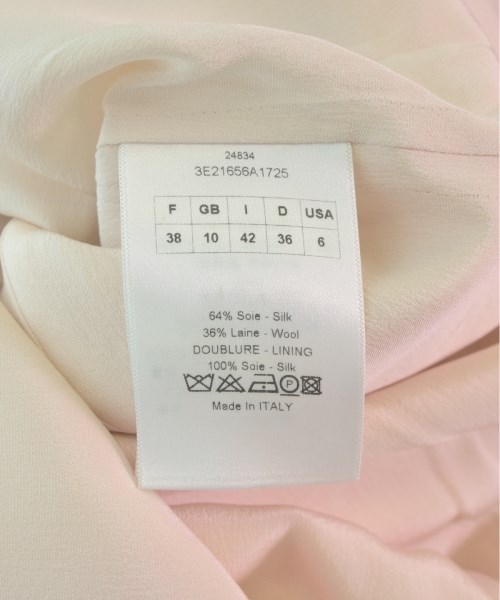 24834
3E21656A1725
F GB I D USA
38 10 42 36 6
64% Soie - Silk
36% Laine - Wool
DOUBLURE - LINING
100% Soie - Silk
P
Made In ITALY